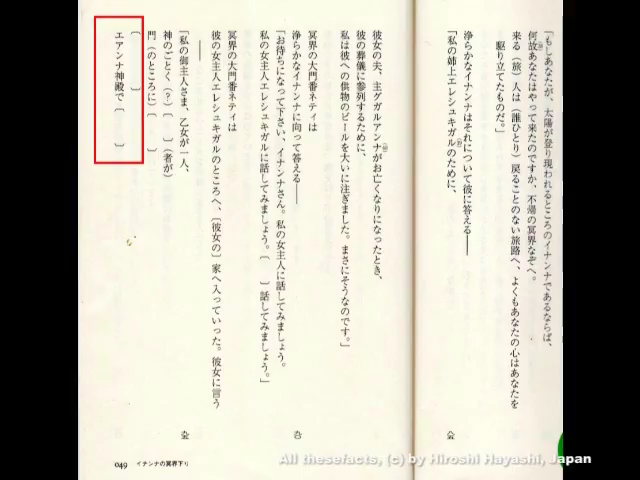 「もしあなたが、太陽が登り現われるところのイナンナであるならば、
何故あなたはやって来たのですか、不帰の冥界なぞへ。
来る（旅）人は（誰ひとり）戻ることのない旅路へ、よくもあなたの心はあなたを
駆り立てたものだ。」
浄らかなイナンナはそれについて彼に答える——
「私の姉上エレシュキガルのために、
彼女の夫、主グガルアンナがお亡くなりになったとき、
彼の葬儀に参列するために、
私は彼への供物のビールを大いに注ぎました。まさにそうなのです。」
冥界の大門番ネティは
浄らかなイナンナに向って答える——
「お待ちになって下さい、イナンナさん。私の女主人に話してみましょう。
私の女主人エレシュキガルに話してみましょう。〔　〕話してみましょう。」
冥界の大門番ネティは
彼の女主人エレシュキガルのところへ、〔彼女の〕家へ入っていった。彼女に言う
——
「私の御主人さま、乙女が一人、
神のごとく（？）〔　〕（者が）
門（のところに）〔　〕
〔　〕
エアンナ神殿で〔　〕
049 イナンナの冥界下り
All thesefacts, (c) by Hiroshi Hayashi, Japan